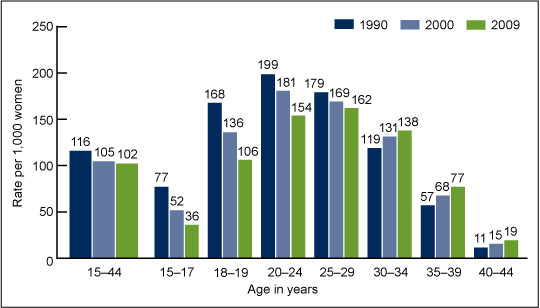 1990 2000 2009
250
200
150
100
50
0
Rate per 1,000 women
116 105 102
77 52 36
168 136 106
199 181 154
179 169 162
119 131 138
57 68 77
11 15 19
15–44 15–17 18–19 20–24 25–29 30–34 35–39 40–44
Age in years